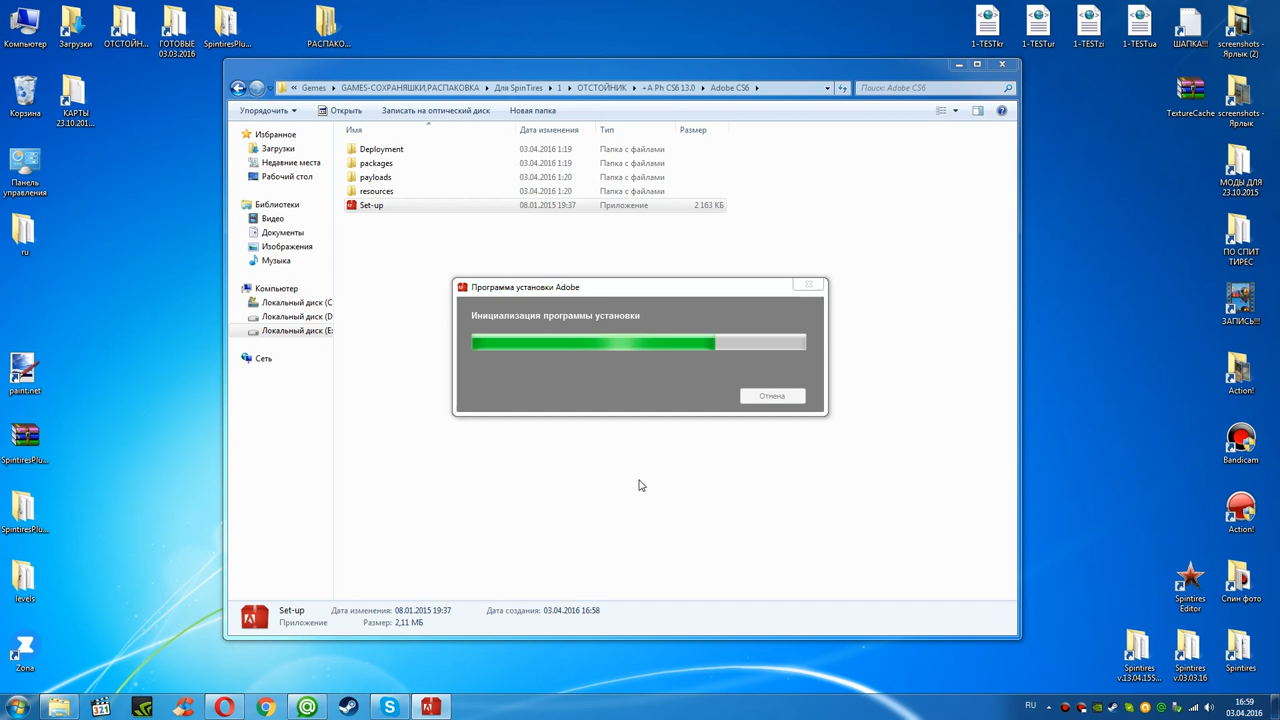 Компьютер
Загрузки
ОТСТОЙН...
ГОТОВЫЕ
03.03.2016
SpintiresPlu...
РАСПАКО...
1-TESTkr
1-TESTur
1-TESTzi
1-TESTua
ШАПКА!!!
screenshots -
Ярлык (2)
Корзина
КАРТЫ
23.10.201...
Панель
управления
ru
paint.net
SpintiresPlu...
SpintiresPlu...
levels
Zona
« Gemes ▸ GAMES-СОХРАНЯШКИ,РАСПАКОВКА ▸ Для SpinTires ▸ 1 ▸ ОТСТОЙНИК ▸ +A Ph CS6 13.0 ▸ Adobe CS6 ▸
Поиск: Adobe CS6
Упорядочить
Открыть
Записать на оптический диск
Новая папка
Имя
Дата изменения
Тип
Размер
Избранное
Загрузки
Недавние места
Рабочий стол
Библиотеки
Видео
Документы
Изображения
Музыка
Компьютер
Локальный диск (C
Локальный диск (D
Локальный диск (E:
Сеть
Deployment 03.04.2016 1:19 Папка с файлами
packages 03.04.2016 1:19 Папка с файлами
payloads 03.04.2016 1:20 Папка с файлами
resources 03.04.2016 1:20 Папка с файлами
Set-up 08.01.2015 19:37 Приложение 2 163 КБ
Программа установки Adobe
Инициализация программы установки
Отмена
Set-up Дата изменения: 08.01.2015 19:37 Дата создания: 03.04.2016 16:58
Приложение Размер: 2,11 МБ
TextureCache
screenshots -
Ярлык
МОДЫ ДЛЯ
23.10.2015
ПО СПИТ
ТИРЕС
ЗАПИСЬ!!!
Action!
Bandicam
Action!
Spintires
Editor
Спин фото
Spintires
v.13.04.155...
Spintires
v.03.03.16
Spintires
321
RU
16:59
03.04.2016